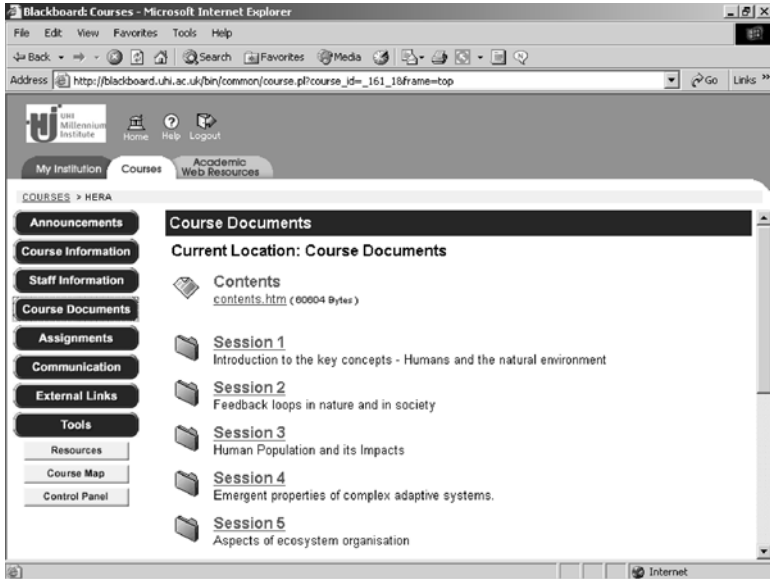 Blackboard: Courses - Microsoft Internet Explorer
File Edit View Favorites Tools Help
Back Search Favorites Media
Address http://blackboard.uhi.ac.uk/bin/common/course.pl?course_id=_161_1&frame=top Go Links »
UHI
Millennium
Institute
Home Help Logout
My Institution Courses Academic
Web Resources
COURSES > HERA
Announcements
Course Information
Staff Information
Course Documents
Assignments
Communication
External Links
Tools
Resources
Course Map
Control Panel
Course Documents
Current Location: Course Documents
Contents
contents.htm (60604 Bytes)
Session 1
Introduction to the key concepts - Humans and the natural environment
Session 2
Feedback loops in nature and in society
Session 3
Human Population and its Impacts
Session 4
Emergent properties of complex adaptive systems.
Session 5
Aspects of ecosystem organisation
Internet